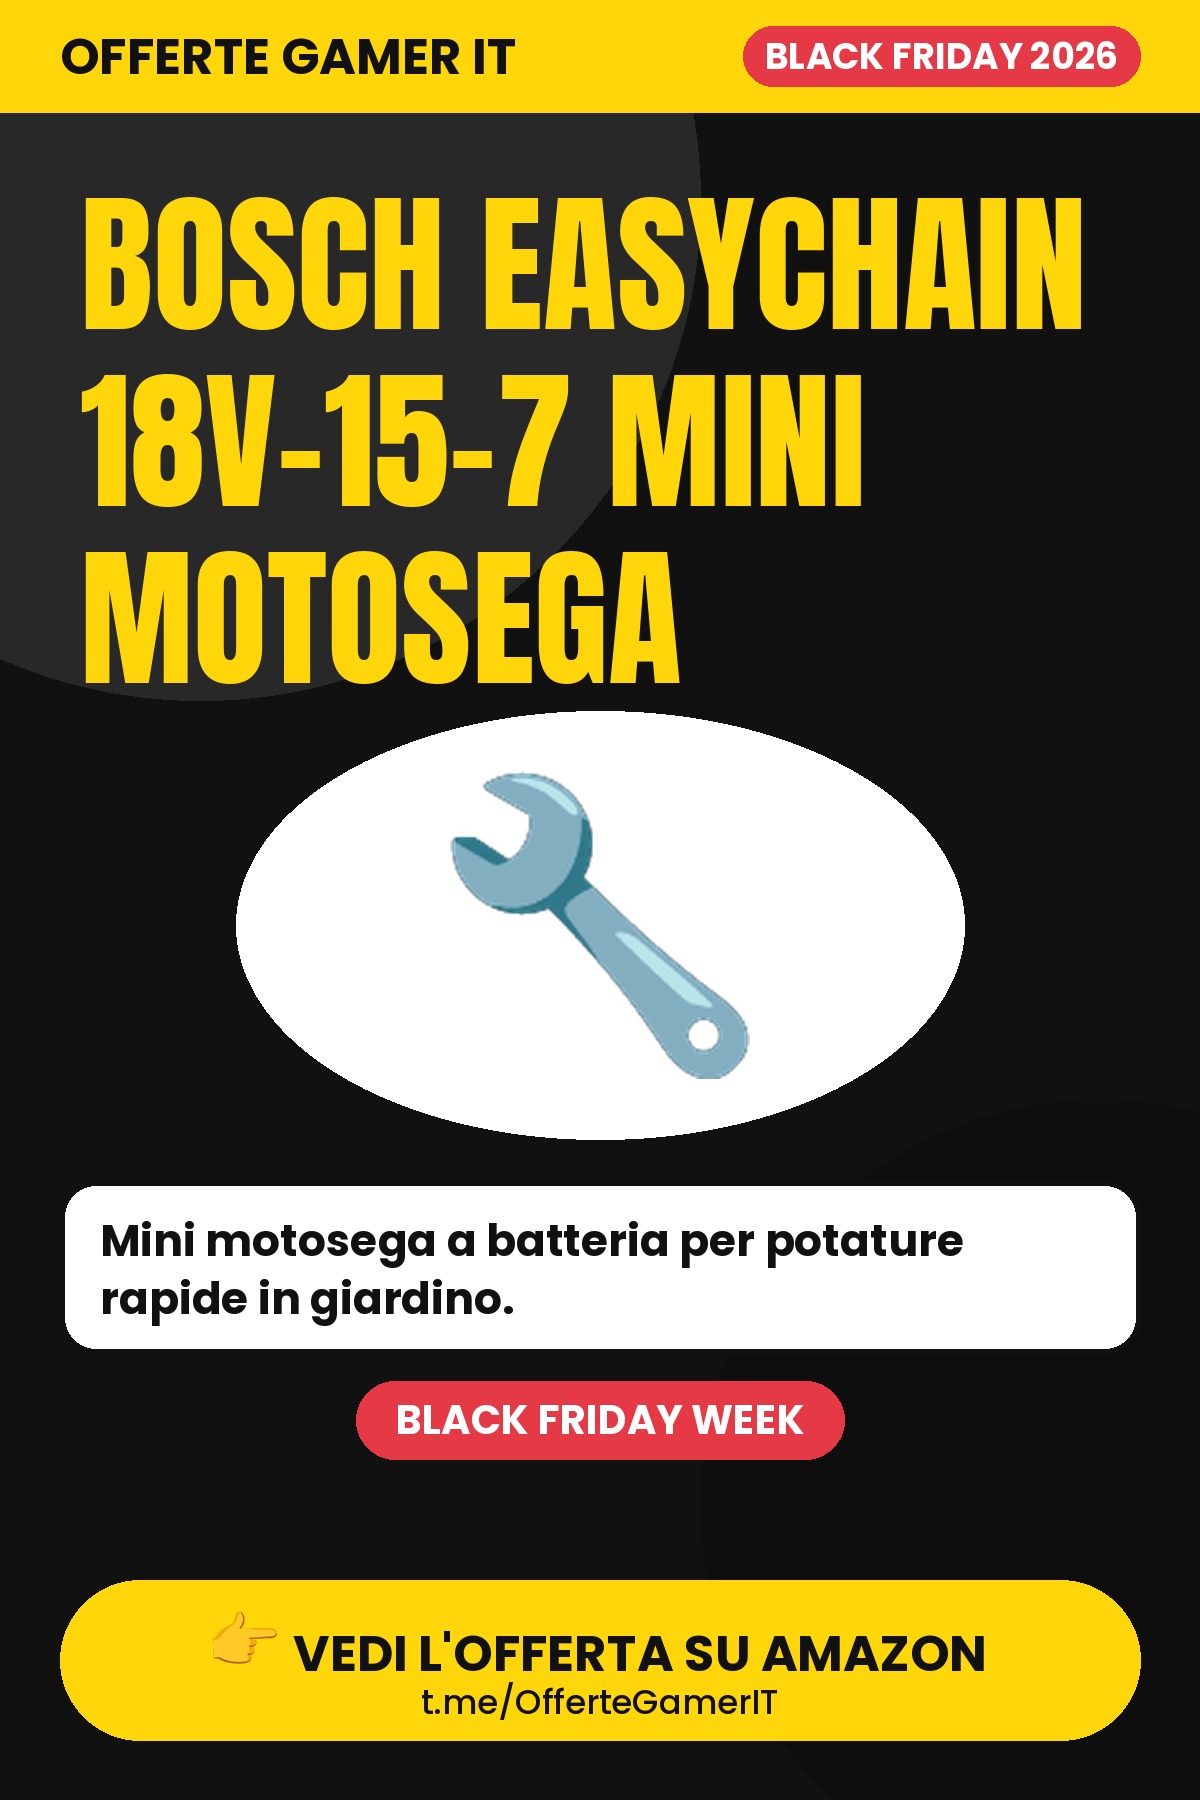 OFFERTE GAMER IT
BLACK FRIDAY 2026
BOSCH EASYCHAIN
18V-15-7 MINI
MOTOSEGA
Mini motosega a batteria per potature
rapide in giardino.
BLACK FRIDAY WEEK
👉 VEDI L'OFFERTA SU AMAZON
t.me/OfferteGamerIT